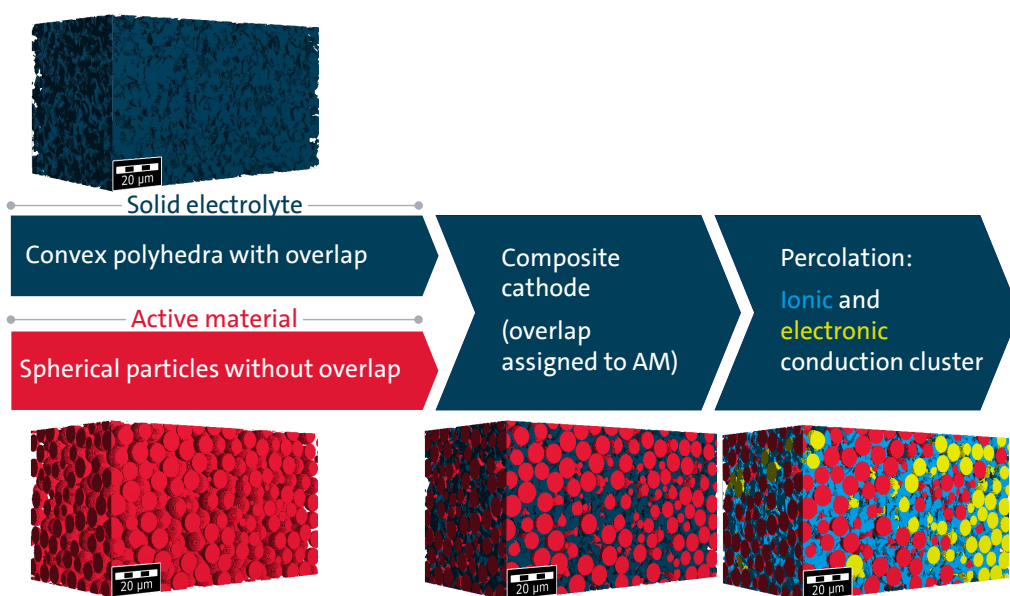 20 µm
Solid electrolyte
Convex polyhedra with overlap
Active material
Spherical particles without overlap
Composite
cathode
(overlap
assigned to AM)
Percolation:
Ionic and
electronic
conduction cluster
20 µm
20 µm
20 µm